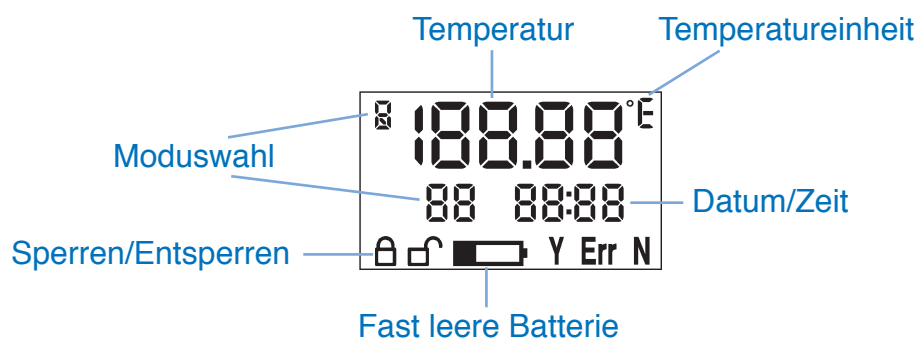 Temperatur Temperatureinheit
8 188.88 °E
Moduswahl
88 88:88 Datum/Zeit
Sperren/Entsperren Y Err N
Fast leere Batterie